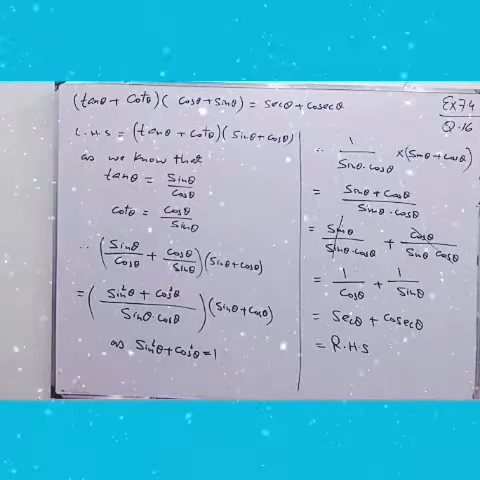 (tanθ + Cotθ)( Cosθ + Sinθ) = Secθ + Cosecθ
EX 7.4
Q.16
L.H.S = (tanθ + Cotθ)(Sinθ + Cosθ)
as we know that
tanθ = Sinθ/Cosθ
Cotθ = Cosθ/Sinθ
∵ (Sinθ/Cosθ + Cosθ/Sinθ)(Sinθ + Cosθ)
= (Sin²θ + Cos²θ/Sinθ·Cosθ)(Sinθ + Cosθ)
as Sin²θ + Cos²θ = 1
∴ 1/Sinθ·Cosθ × (Sinθ + Cosθ)
= Sinθ + Cosθ/Sinθ·Cosθ
= Sinθ/Sinθ·Cosθ + Cosθ/Sinθ Cosθ
= 1/Cosθ + 1/Sinθ
= Secθ + Cosecθ
= R.H.S